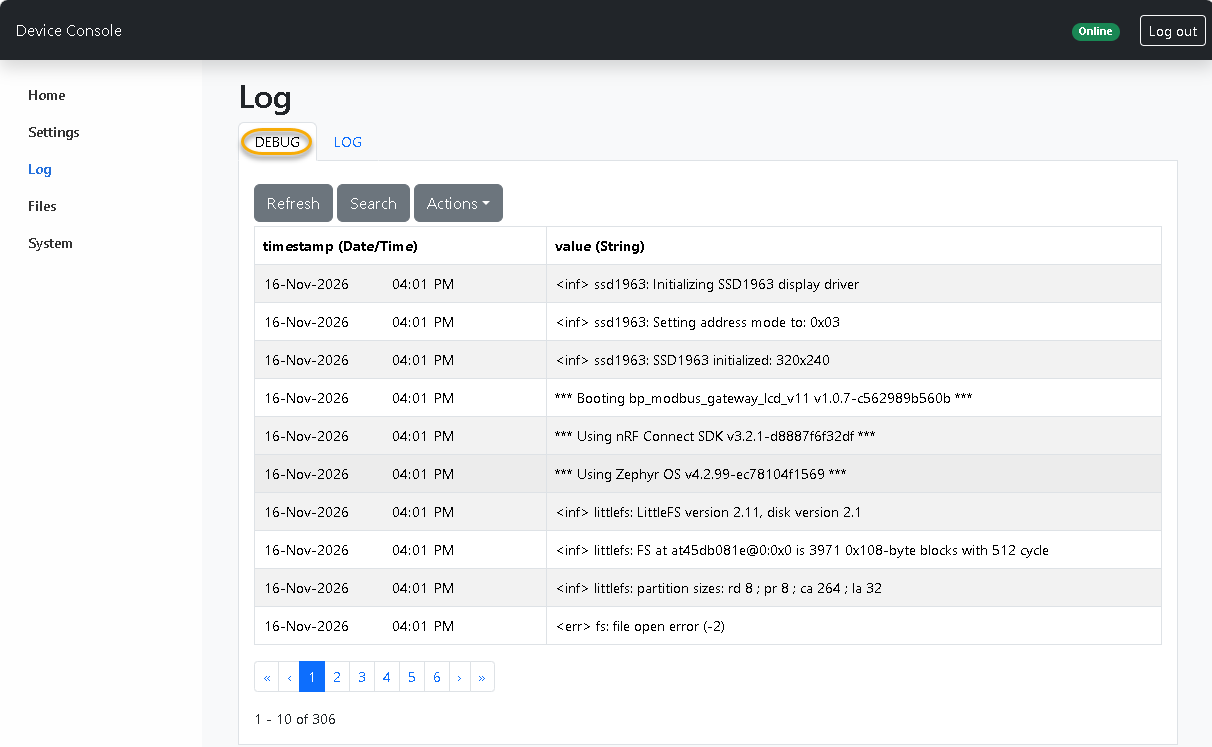 Device Console
Online
Log out
Home
Settings
Log
Files
System
Log
DEBUG
LOG
Refresh
Search
Actions
timestamp (Date/Time) value (String)
16-Nov-2026 04:01 PM <inf> ssd1963: Initializing SSD1963 display driver
16-Nov-2026 04:01 PM <inf> ssd1963: Setting address mode to: 0x03
16-Nov-2026 04:01 PM <inf> ssd1963: SSD1963 initialized: 320x240
16-Nov-2026 04:01 PM *** Booting bp_modbus_gateway_lcd_v11 v1.0.7-c562989b560b ***
16-Nov-2026 04:01 PM *** Using nRF Connect SDK v3.2.1-d8887f6f32df ***
16-Nov-2026 04:01 PM *** Using Zephyr OS v4.2.99-ec78104f1569 ***
16-Nov-2026 04:01 PM <inf> littlefs: LittleFS version 2.11, disk version 2.1
16-Nov-2026 04:01 PM <inf> littlefs: FS at at45db081e@0:0x0 is 3971 0x108-byte blocks with 512 cycle
16-Nov-2026 04:01 PM <inf> littlefs: partition sizes: rd 8 ; pr 8 ; ca 264 ; la 32
16-Nov-2026 04:01 PM <err> fs: file open error (-2)
« ‹ 1 2 3 4 5 6 › »
1 - 10 of 306